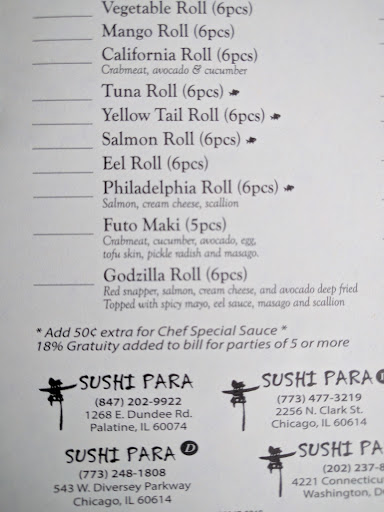 Vegetable Roll (6pcs)
Mango Roll (6pcs)
California Roll (6pcs)
Crabmeat, avocado & cucumber
Tuna Roll (6pcs)
Yellow Tail Roll (6pcs)
Salmon Roll (6pcs)
Eel Roll (6pcs)
Philadelphia Roll (6pcs)
Salmon, cream cheese, scallion
Futo Maki (5pcs)
Crabmeat, cucumber, avocado, egg,
tofu skin, pickle radish and masago.
Godzilla Roll (6pcs)
Red snapper, salmon, cream cheese, and avocado deep fried
Topped with spicy mayo, eel sauce, masago and scallion
* Add 50¢ extra for Chef Special Sauce *
18% Gratuity added to bill for parties of 5 or more
SUSHI PARA
(847) 202-9922
1268 E. Dundee Rd.
Palatine, IL 60074
SUSHI PARA
(773) 477-3219
2256 N. Clark St.
Chicago, IL 60614
SUSHI PARA D
(773) 248-1808
543 W. Diversey Parkway
Chicago, IL 60614
SUSHI PA
(202) 237-8
4221 Connecticu
Washington, D